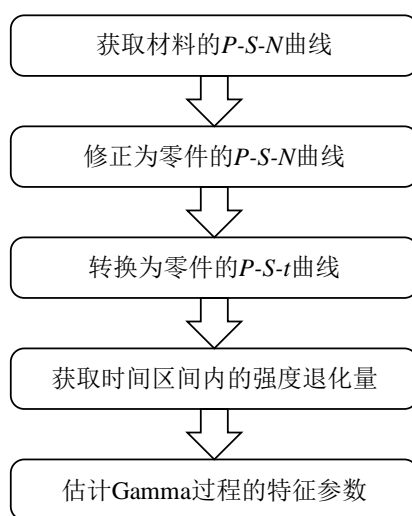 获取材料的P-S-N曲线
修正为零件的P-S-N曲线
转换为零件的P-S-t曲线
获取时间区间内的强度退化量
估计Gamma过程的特征参数